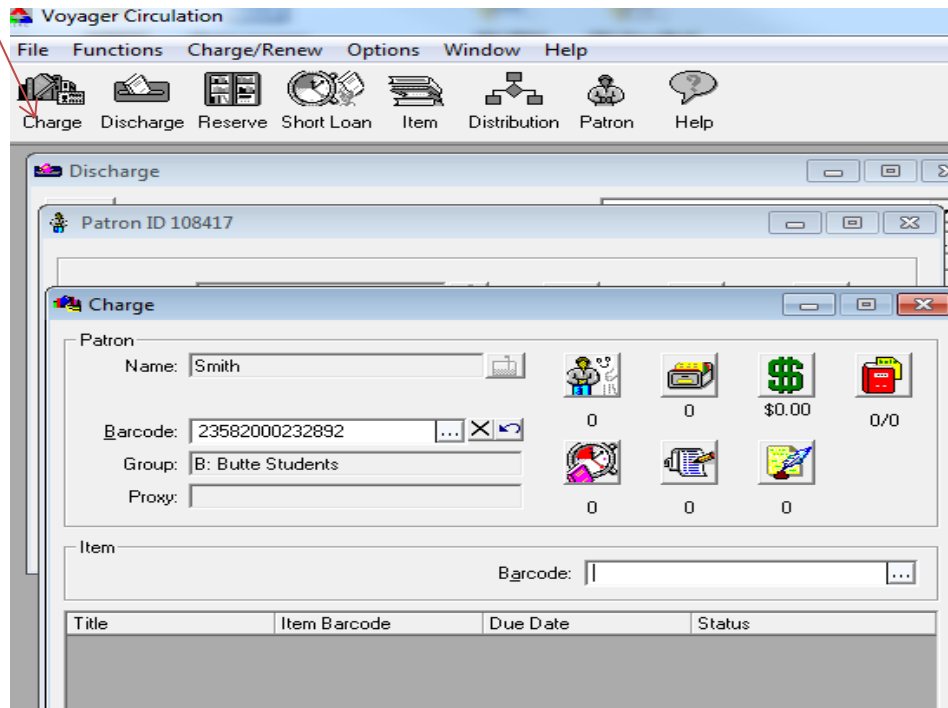 Voyager Circulation
File Functions Charge/Renew Options Window Help
Charge Discharge Reserve Short Loan Item Distribution Patron Help
Discharge
Patron ID 108417
Charge
Patron
Name: Smith
0 0 $0.00 0/0
Barcode: 23582000232892 ...
Group: B: Butte Students
Proxy:
0 0 0
Item
Barcode: ...
Title Item Barcode Due Date Status